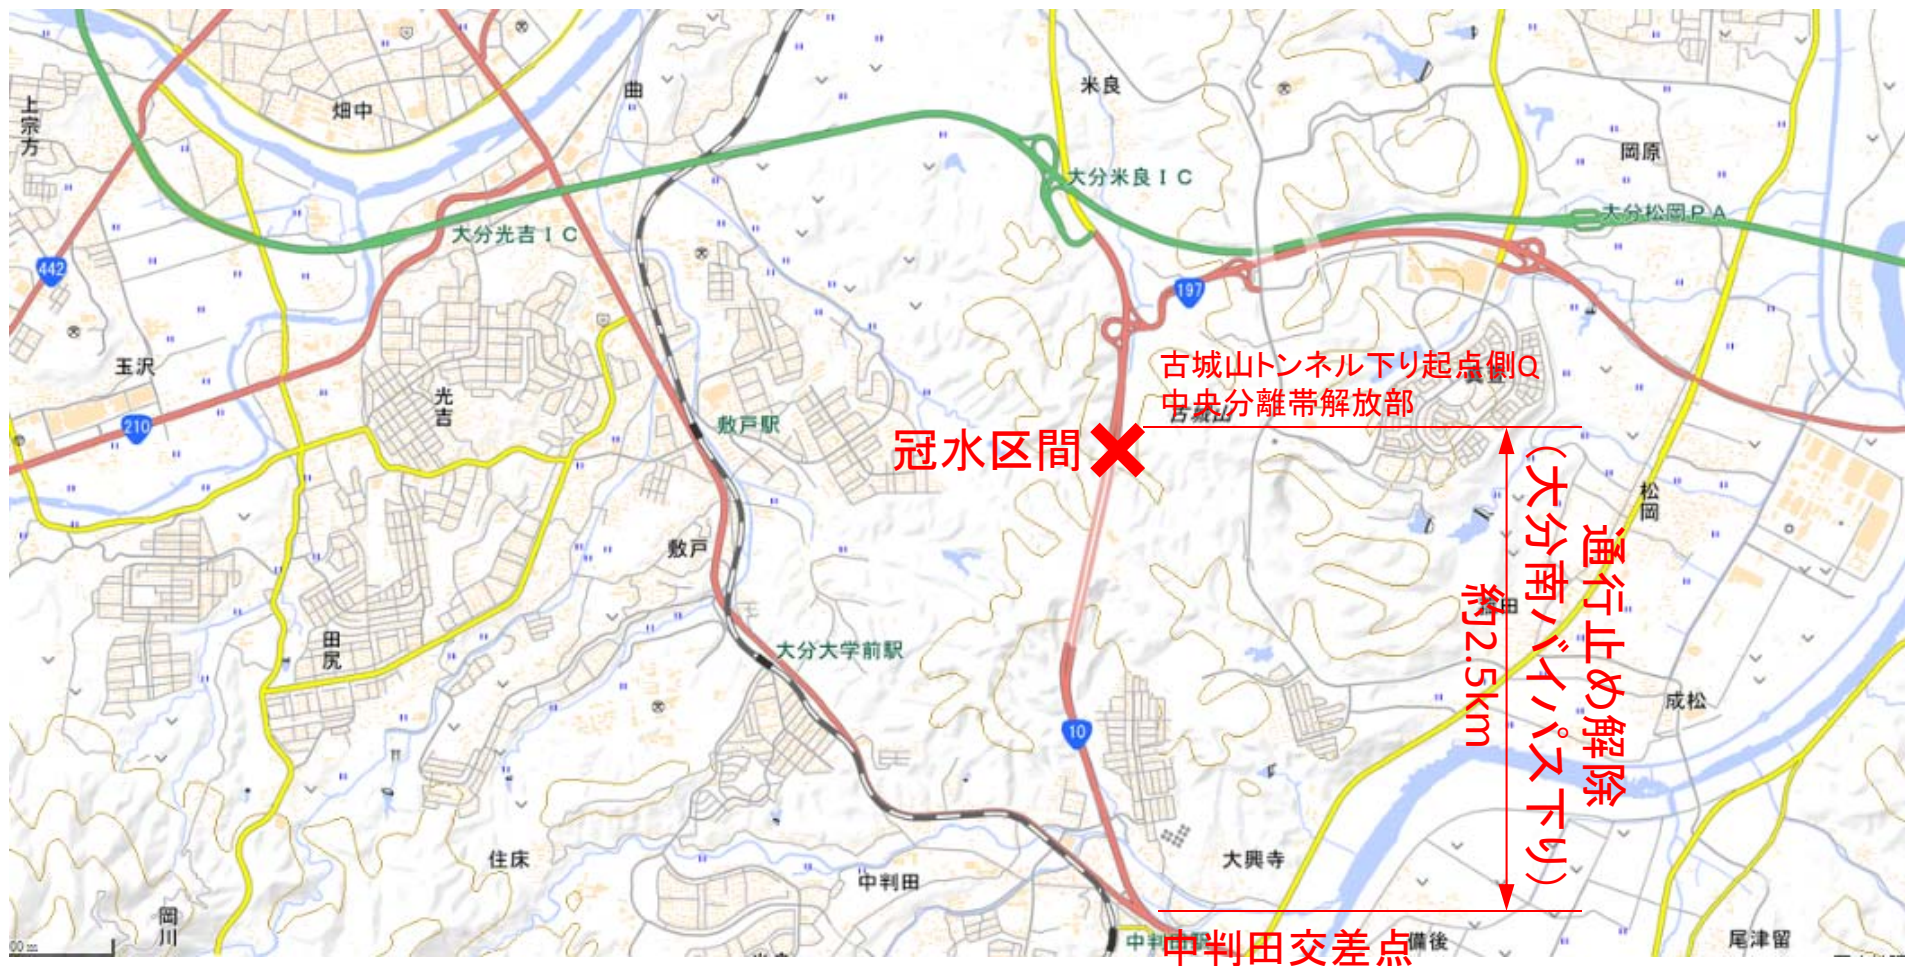 上宗方
畑中
曲
米良
岡原
大分米良IC
大分松岡PA
大分光吉IC
442
197
玉沢
光吉
210
敷戸駅
古城山トンネル下り起点側Q
中央分離帯解放部
古城山
冠水区間
松岡
敷戸
通行止め解除
(大分南バイパス下り)
約2.5km
田尻
大分大学前駅
成松
10
住床
中判田
大興寺
岡川
中判田交差点
備後
尾津留